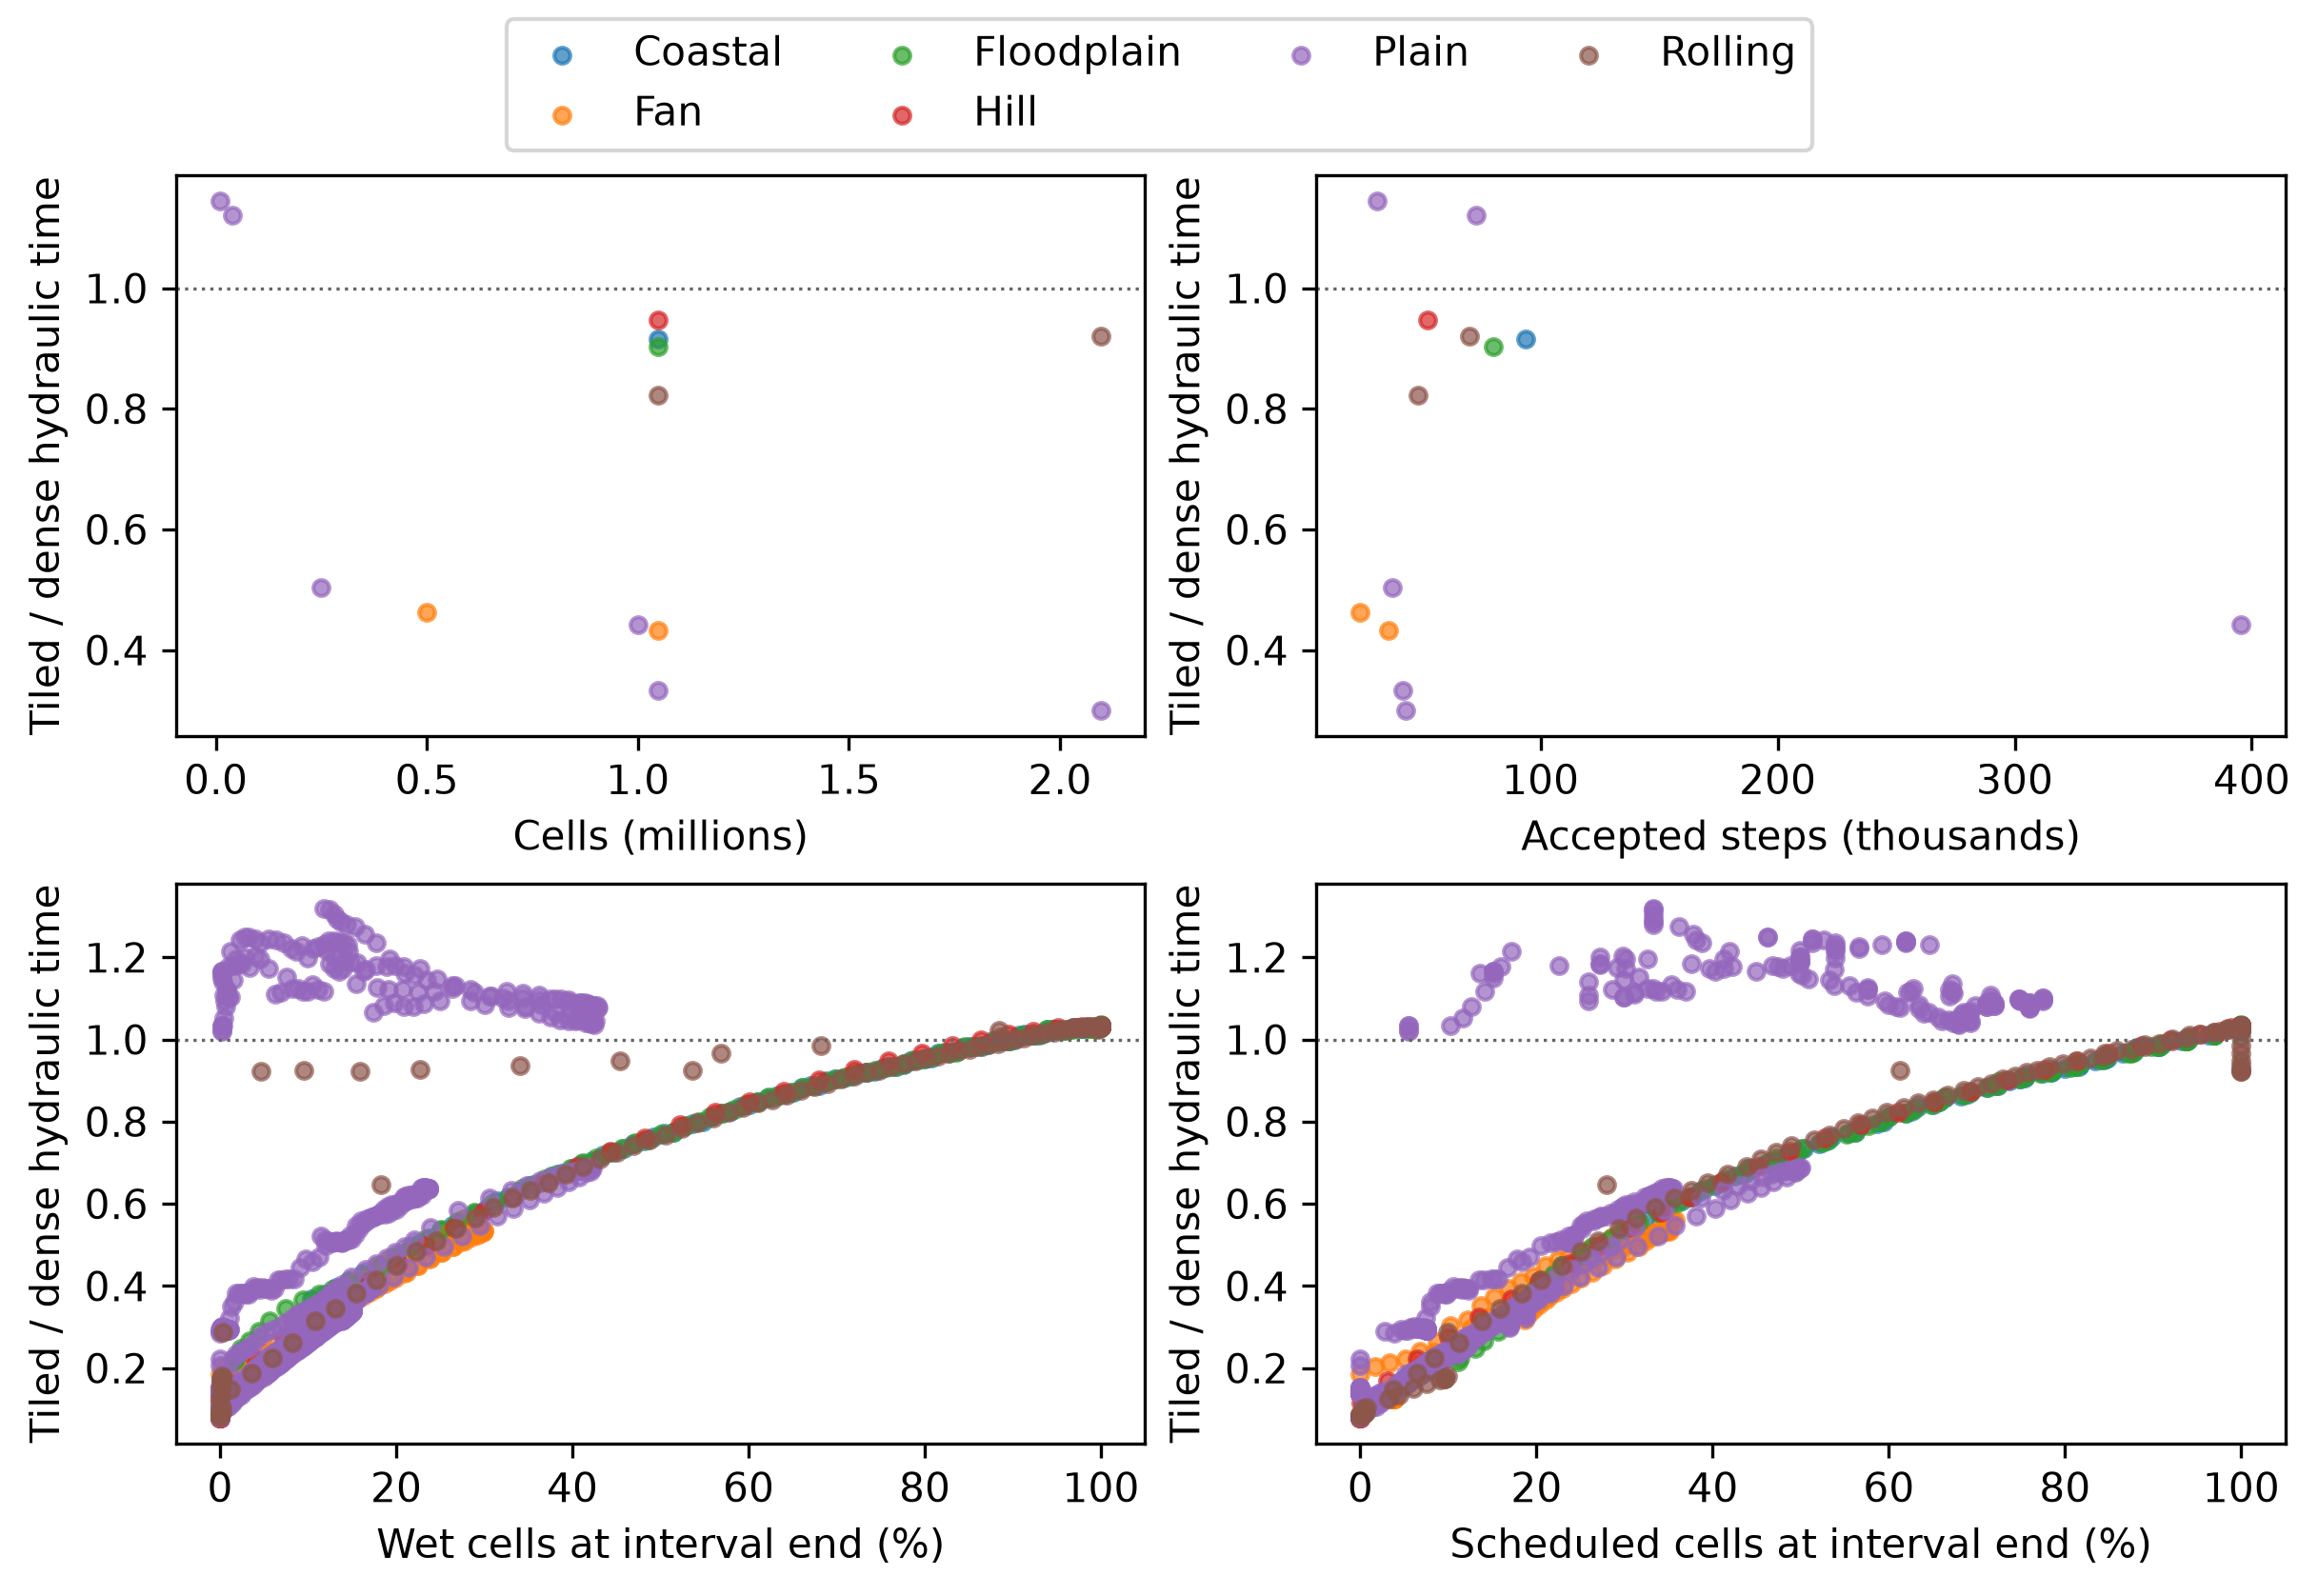 Coastal Floodplain Plain Rolling
Fan Hill
Tiled / dense hydraulic time
1.0
0.8
0.6
0.4
0.0 0.5 1.0 1.5 2.0
Cells (millions)
Tiled / dense hydraulic time
1.0
0.8
0.6
0.4
100 200 300 400
Accepted steps (thousands)
Tiled / dense hydraulic time
1.2
1.0
0.8
0.6
0.4
0.2
0 20 40 60 80 100
Wet cells at interval end (%)
Tiled / dense hydraulic time
1.2
1.0
0.8
0.6
0.4
0.2
0 20 40 60 80 100
Scheduled cells at interval end (%)